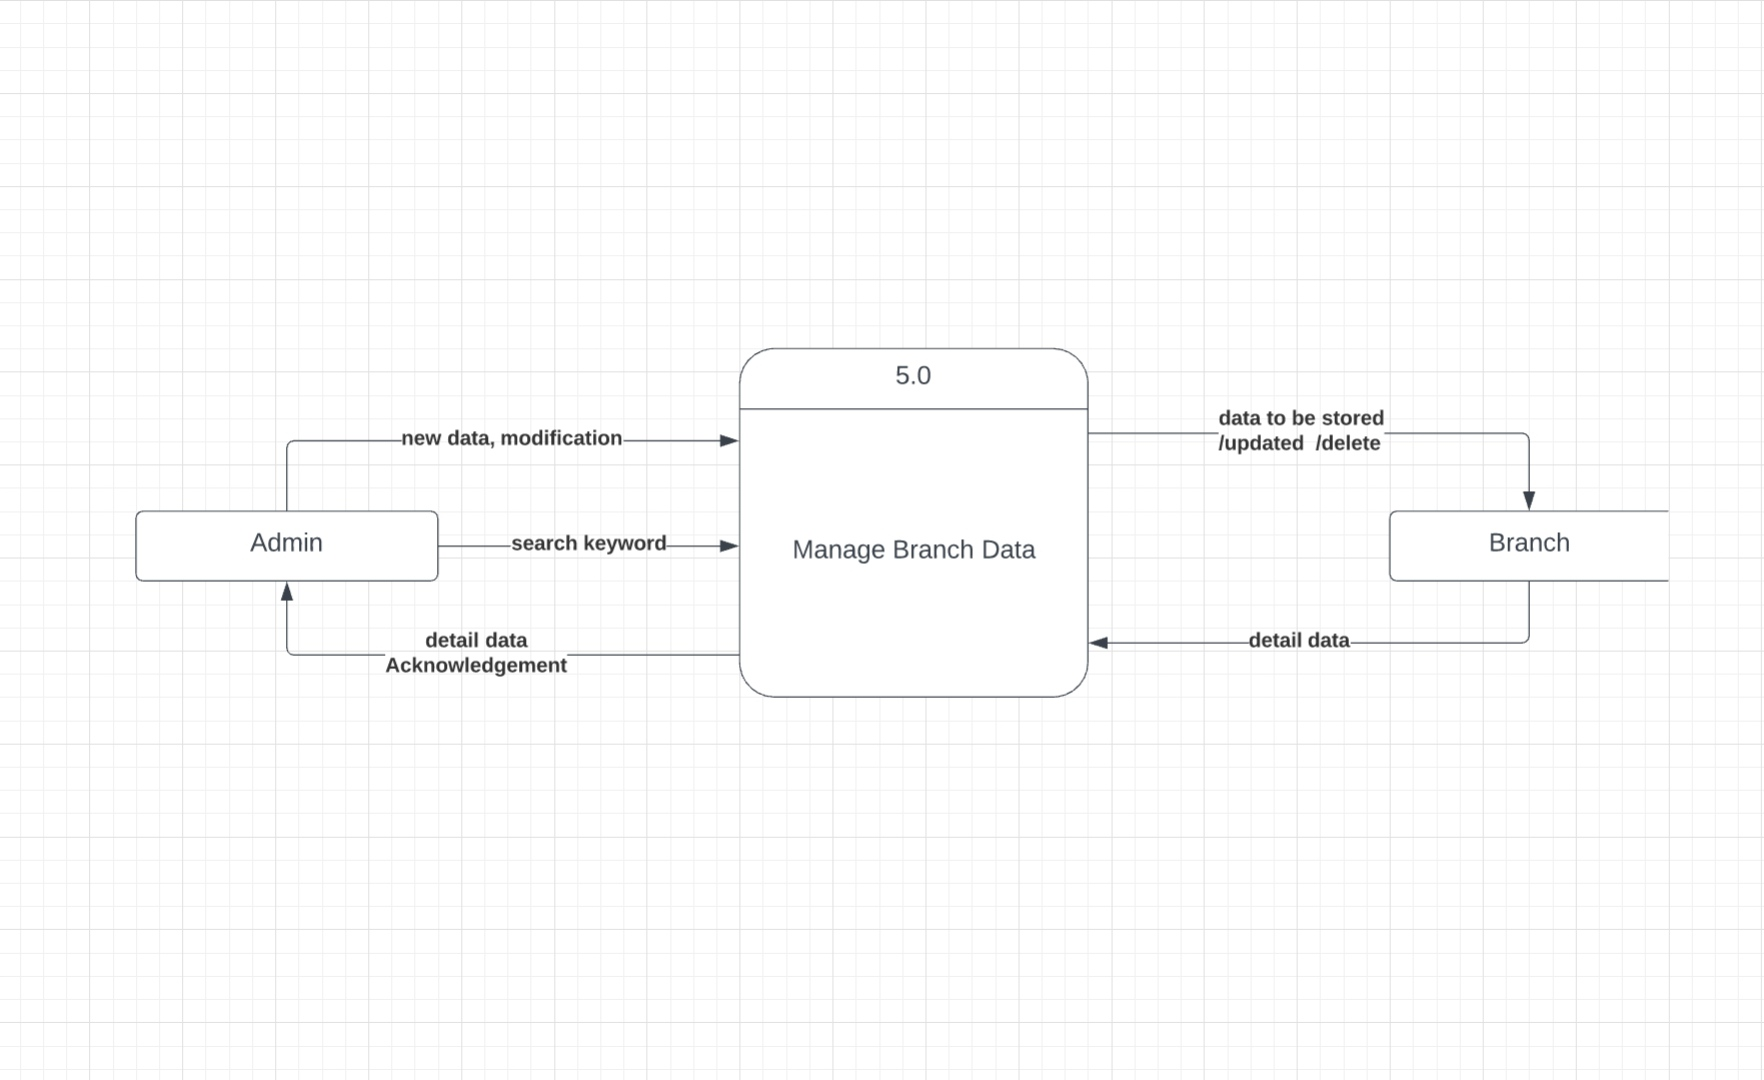 5.0
new data, modification
data to be stored
/updated  /delete
Admin
search keyword
Manage Branch Data
Branch
detail data
Acknowledgement
detail data